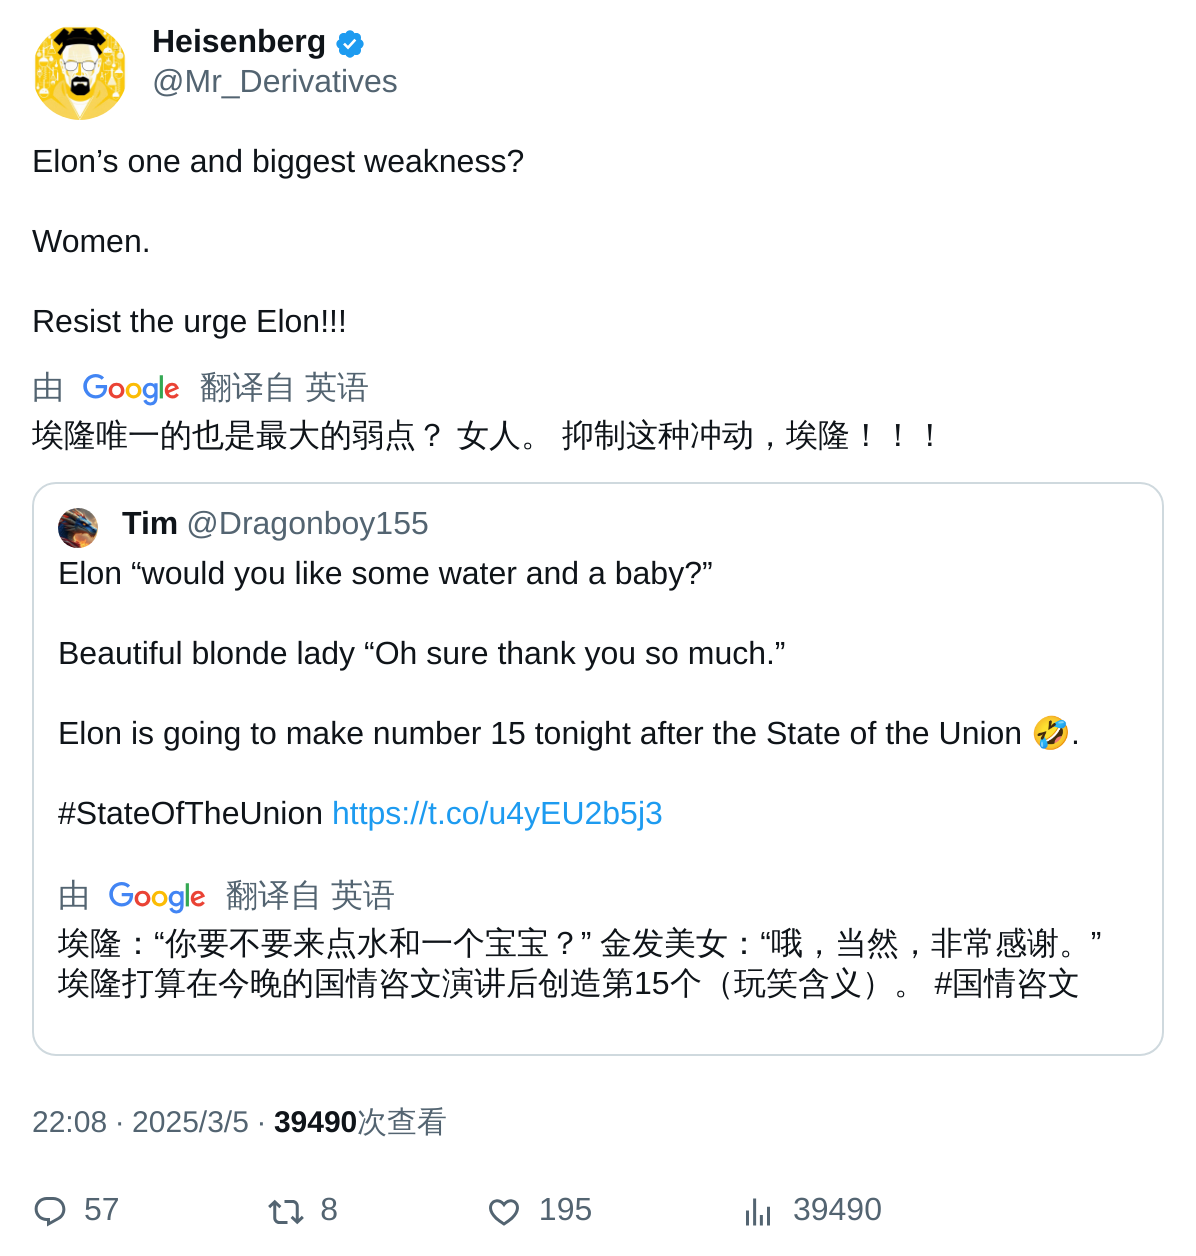 Heisenberg
@Mr_Derivatives
Elon’s one and biggest weakness?
Women.
Resist the urge Elon!!!
由 Google 翻译自 英语
埃隆唯一的也是最大的弱点？ 女人。 抑制这种冲动，埃隆！！！
Tim @Dragonboy155
Elon “would you like some water and a baby?”
Beautiful blonde lady “Oh sure thank you so much.”
Elon is going to make number 15 tonight after the State of the Union 🤣.
#StateOfTheUnion https://t.co/u4yEU2b5j3
由 Google 翻译自 英语
埃隆：“你要不要来点水和一个宝宝？” 金发美女：“哦，当然，非常感谢。”
埃隆打算在今晚的国情咨文演讲后创造第15个（玩笑含义）。 #国情咨文
22:08 · 2025/3/5 · 39490次查看
57 8 195 39490